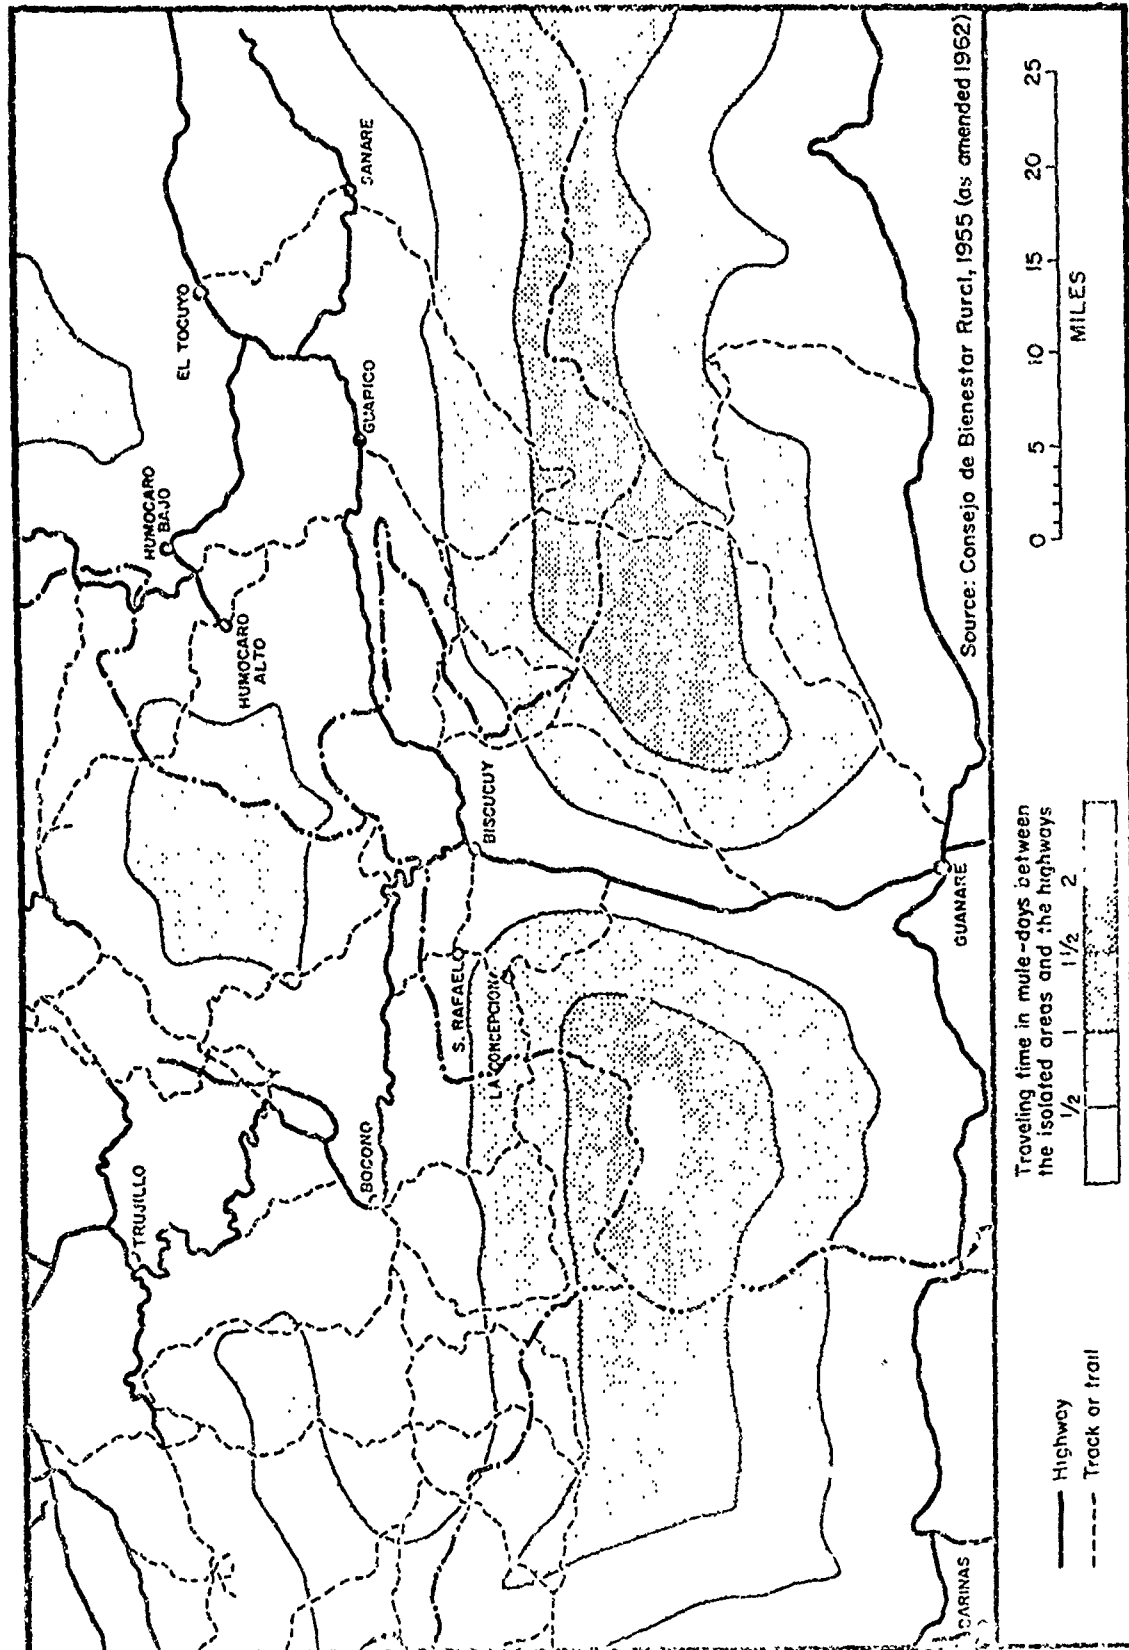 TRUJILLO
BOCONO
HUMOCARO
BAJO
HUMOCARO
ALTO
EL TOCUYO
SANARE
GUARICO
BISCUCUY
S. RAFAEL
LA CONCEPCION
GUANARE
CARINAS
Source: Consejo de Bienestar Rural, 1955 (as amended 1962)
Highway
Track or trail
Traveling time in mule-days between
the isolated areas and the highways
1/2 1 1 1/2 2
0 5 10 15 20 25
MILES